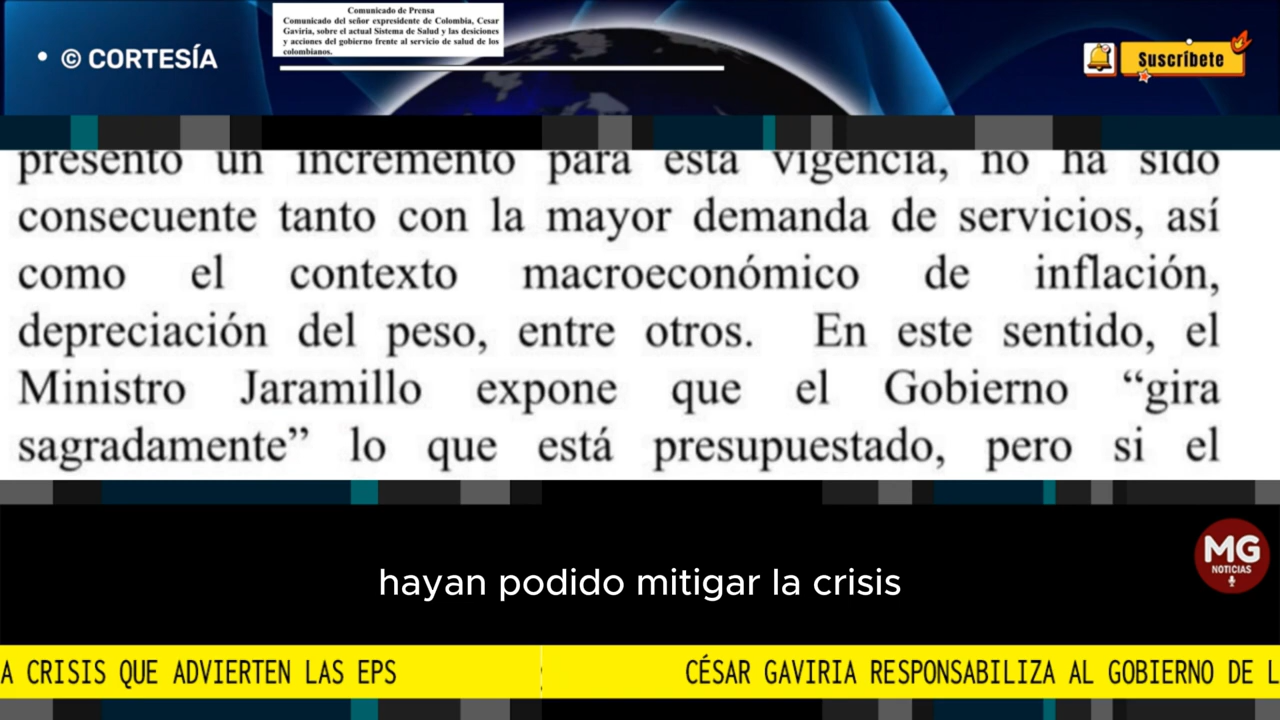 Comunicado de Prensa
Comunicado del señor expresidente de Colombia, Cesar
Gaviria, sobre el actual Sistema de Salud y las desiciones
y acciones del gobierno frente al servicio de salud de los
colombianos.
• © CORTESÍA
Suscríbete
presento un incremento para esta vigencia, no ha sido
consecuente tanto con la mayor demanda de servicios, así
como el contexto macroeconómico de inflación,
depreciación del peso, entre otros. En este sentido, el
Ministro Jaramillo expone que el Gobierno “gira
sagradamente” lo que está presupuestado, pero si el
MG
NOTICIAS
hayan podido mitigar la crisis
A CRISIS QUE ADVIERTEN LAS EPS
CÉSAR GAVIRIA RESPONSABILIZA AL GOBIERNO DE L